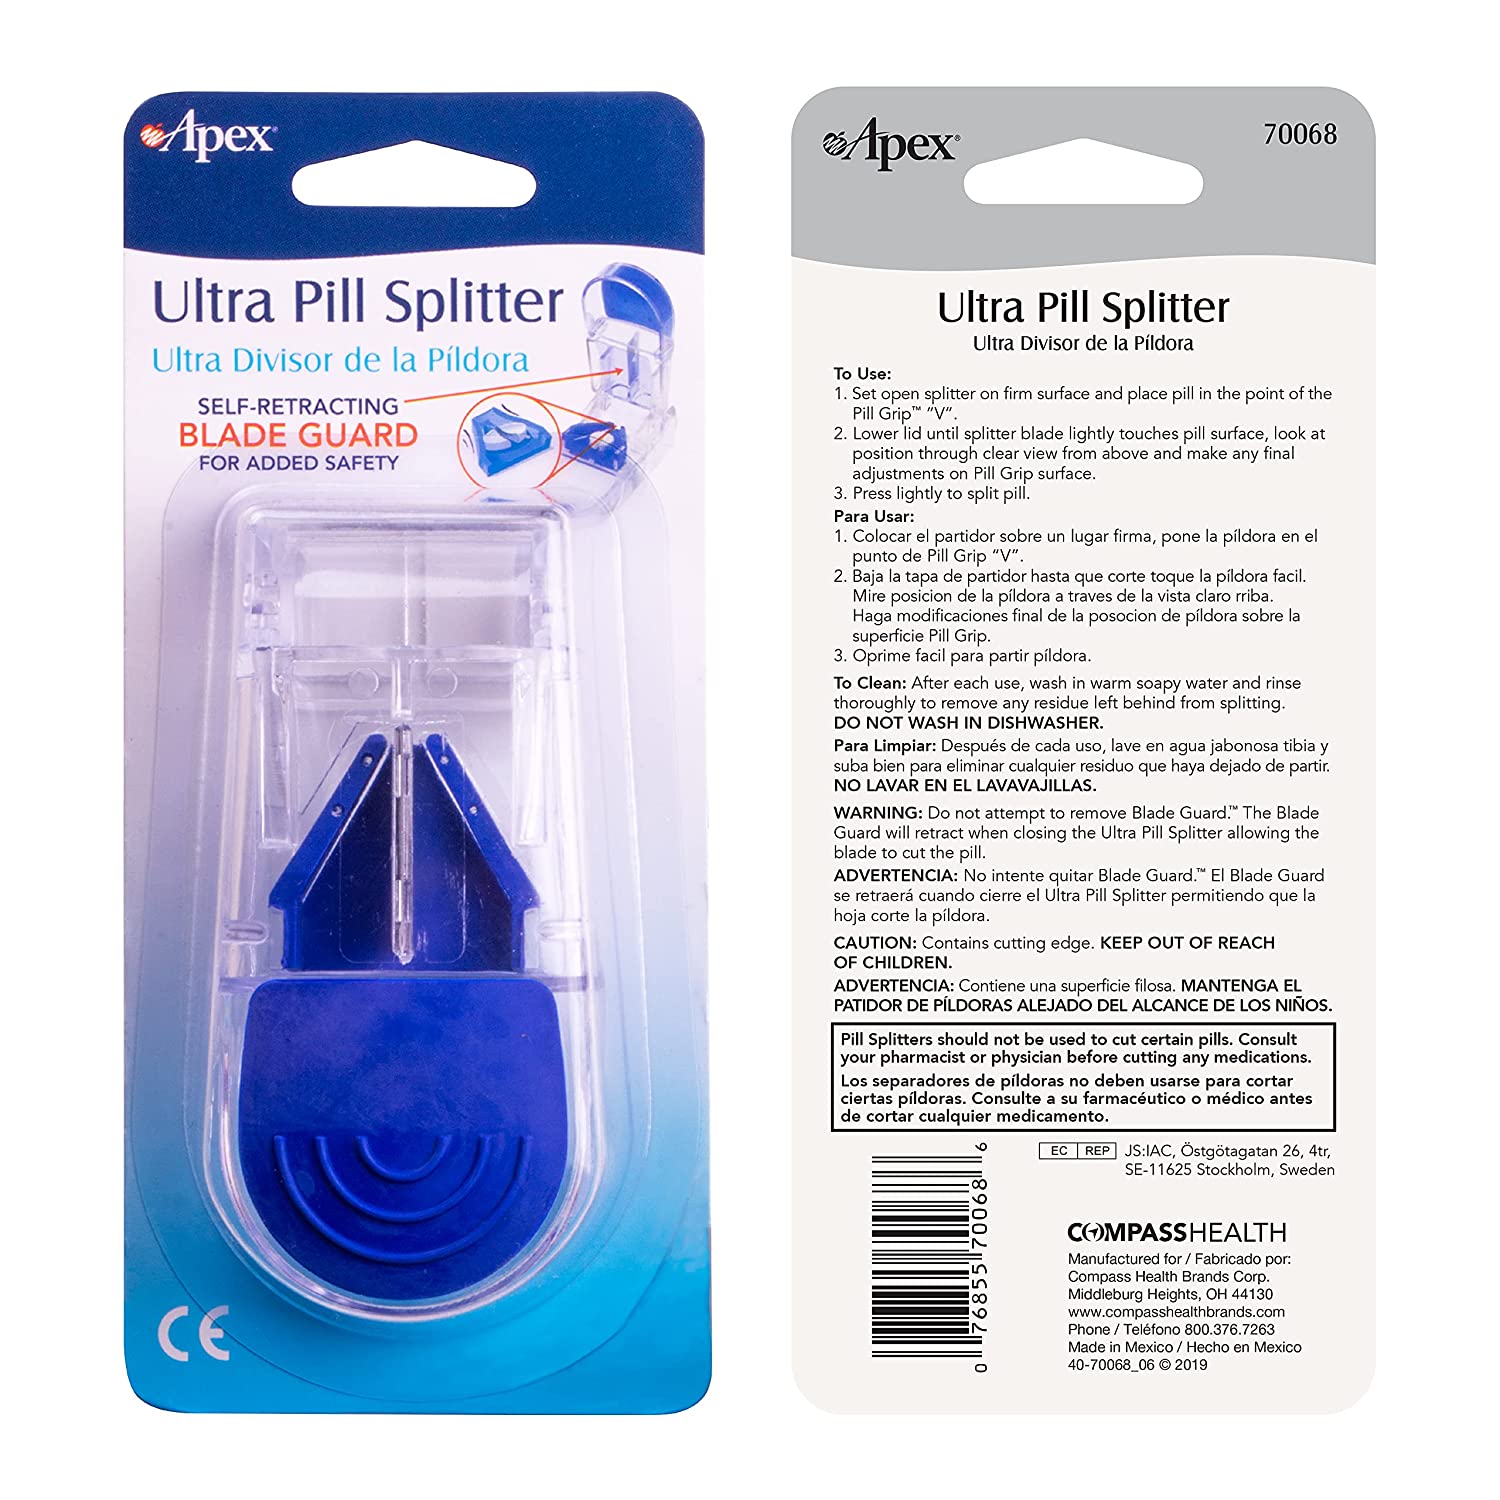 Apex®
Ultra Pill Splitter
Ultra Divisor de la Píldora
SELF-RETRACTING
BLADE GUARD
FOR ADDED SAFETY
CE
Apex®
70068
Ultra Pill Splitter
Ultra Divisor de la Píldora
To Use:
1. Set open splitter on firm surface and place pill in the point of the
Pill Grip™ “V”.
2. Lower lid until splitter blade lightly touches pill surface, look at
position through clear view from above and make any final
adjustments on Pill Grip surface.
3. Press lightly to split pill.
Para Usar:
1. Colocar el partidor sobre un lugar firma, pone la píldora en el
punto de Pill Grip “V”.
2. Baja la tapa de partidor hasta que corte toque la píldora facil.
Mire posicion de la píldora a traves de la vista claro rriba.
Haga modificaciones final de la posocion de píldora sobre la
superficie Pill Grip.
3. Oprime facil para partir píldora.
To Clean: After each use, wash in warm soapy water and rinse
thoroughly to remove any residue left behind from splitting.
DO NOT WASH IN DISHWASHER.
Para Limpiar: Después de cada uso, lave en agua jabonosa tibia y
suba bien para eliminar cualquier residuo que haya dejado de partir.
NO LAVAR EN EL LAVAVAJILLAS.
WARNING: Do not attempt to remove Blade Guard.™ The Blade
Guard will retract when closing the Ultra Pill Splitter allowing the
blade to cut the pill.
ADVERTENCIA: No intente quitar Blade Guard.™ El Blade Guard
se retraerá cuando cierre el Ultra Pill Splitter permitiendo que la
hoja corte la píldora.
CAUTION: Contains cutting edge. KEEP OUT OF REACH
OF CHILDREN.
ADVERTENCIA: Contiene una superficie filosa. MANTENGA EL
PATIDOR DE PÍLDORAS ALEJADO DEL ALCANCE DE LOS NIÑOS.
Pill Splitters should not be used to cut certain pills. Consult
your pharmacist or physician before cutting any medications.
Los separadores de píldoras no deben usarse para cortar
ciertas píldoras. Consulte a su farmacéutico o médico antes
de cortar cualquier medicamento.
0 76855 70068 6
EC REP JS:IAC, Östgötagatan 26, 4tr,
SE-11625 Stockholm, Sweden
COMPASSHEALTH
Manufactured for / Fabricado por:
Compass Health Brands Corp.
Middleburg Heights, OH 44130
www.compasshealthbrands.com
Phone / Teléfono 800.376.7263
Made in Mexico / Hecho en Mexico
40-70068_06 © 2019